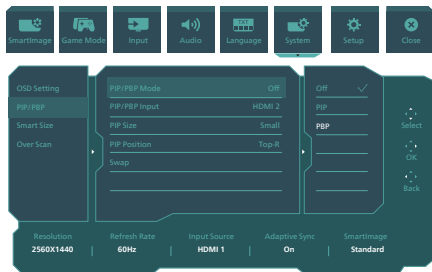 TXT
SmartImage Game Mode Input Audio Language System Setup Close
OSD Setting PIP/PBP Mode Off Off
PIP/PBP PIP/PBP Input HDMI 2 PIP
Smart Size PIP Size Small PBP
Over Scan PIP Position Top-R
Swap
Select
OK
Back
Resolution Refresh Rate Input Source Adaptive Sync SmartImage
2560X1440 | 60Hz | HDMI 1 | On | Standard